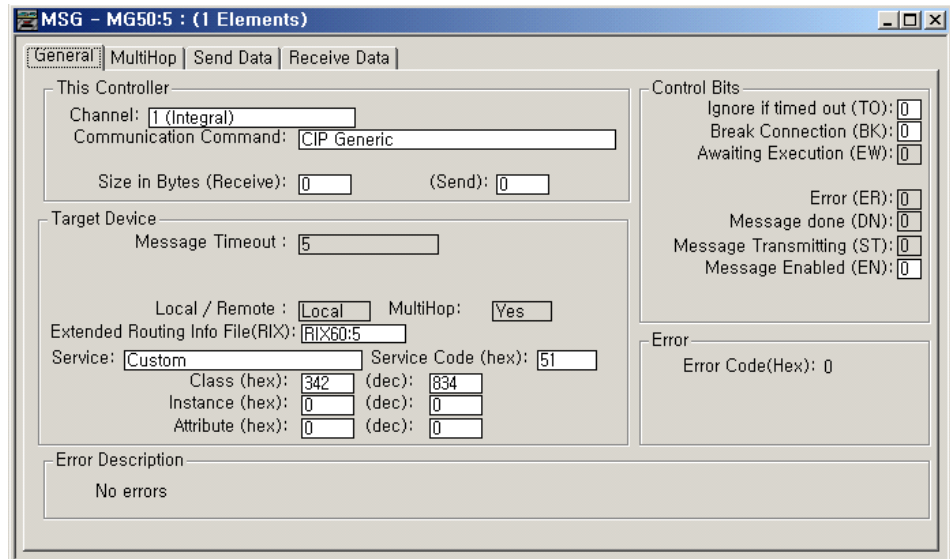 MSG - MG50:5 : (1 Elements)
General MultiHop Send Data Receive Data
This Controller
Channel: 1 (Integral)
Communication Command: CIP Generic
Size in Bytes (Receive): 0 (Send): 0
Target Device
Message Timeout : 5
Local / Remote : Local MultiHop: Yes
Extended Routing Info File(RIX): RIX60:5
Service: Custom Service Code (hex): 51
Class (hex): 342 (dec): 834
Instance (hex): 0 (dec): 0
Attribute (hex): 0 (dec): 0
Control Bits
Ignore if timed out (TO): 0
Break Connection (BK): 0
Awaiting Execution (EW): 0
Error (ER): 0
Message done (DN): 0
Message Transmitting (ST): 0
Message Enabled (EN): 0
Error
Error Code(Hex): 0
Error Description
No errors